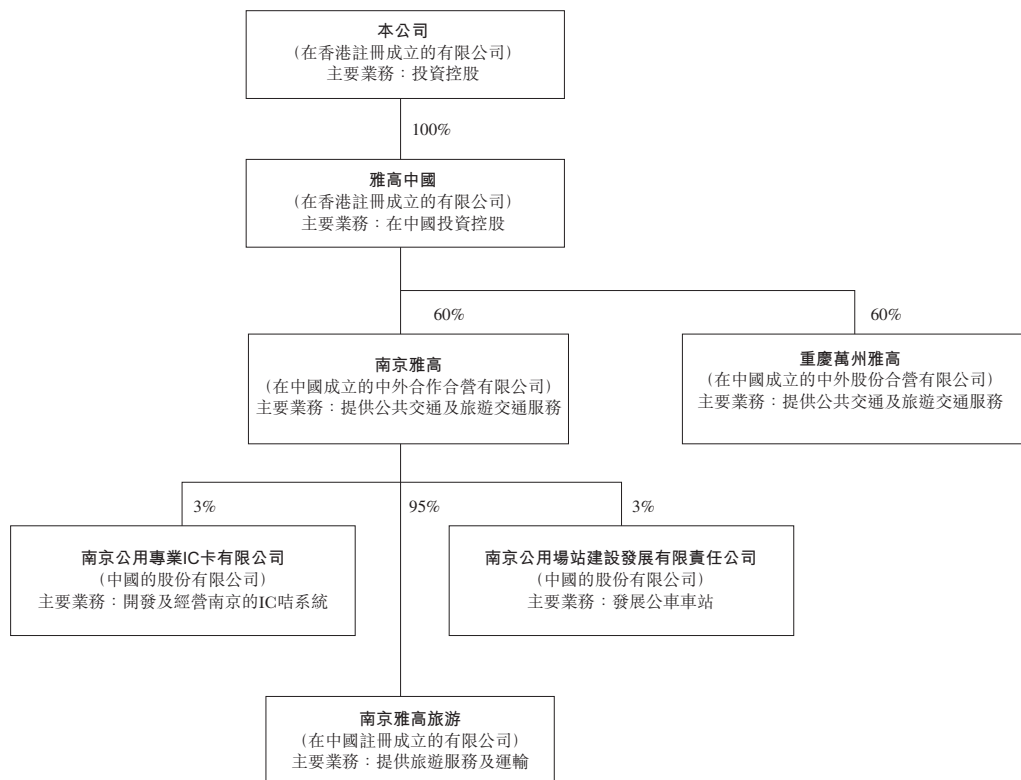 本公司
(在香港註冊成立的有限公司)
主要業務：投資控股
100%
雅高中國
(在香港註冊成立的有限公司)
主要業務：在中國投資控股
60%
60%
南京雅高
(在中國成立的中外合作合營有限公司)
主要業務：提供公共交通及旅遊交通服務
重慶萬州雅高
(在中國成立的中外股份合營有限公司)
主要業務：提供公共交通及旅遊交通服務
3%
95%
3%
南京公用專業IC卡有限公司
(中國的股份有限公司)
主要業務：開發及經營南京的IC咭系統
南京公用場站建設發展有限責任公司
(中國的股份有限公司)
主要業務：發展公車車站
南京雅高旅游
(在中國註冊成立的有限公司)
主要業務：提供旅遊服務及運輸